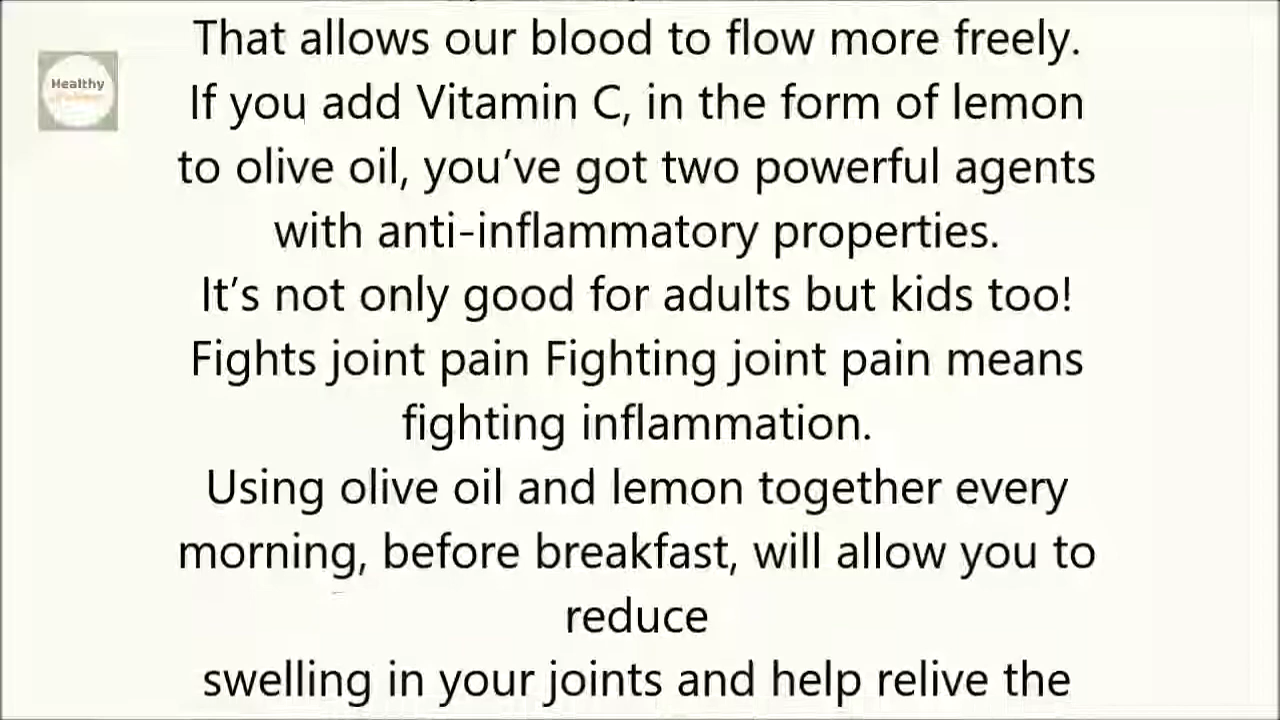 That allows our blood to flow more freely.
Healthy
If you add Vitamin C, in the form of lemon
to olive oil, you’ve got two powerful agents
with anti-inflammatory properties.
It’s not only good for adults but kids too!
Fights joint pain Fighting joint pain means
fighting inflammation.
Using olive oil and lemon together every
morning, before breakfast, will allow you to
reduce
swelling in your joints and help relive the